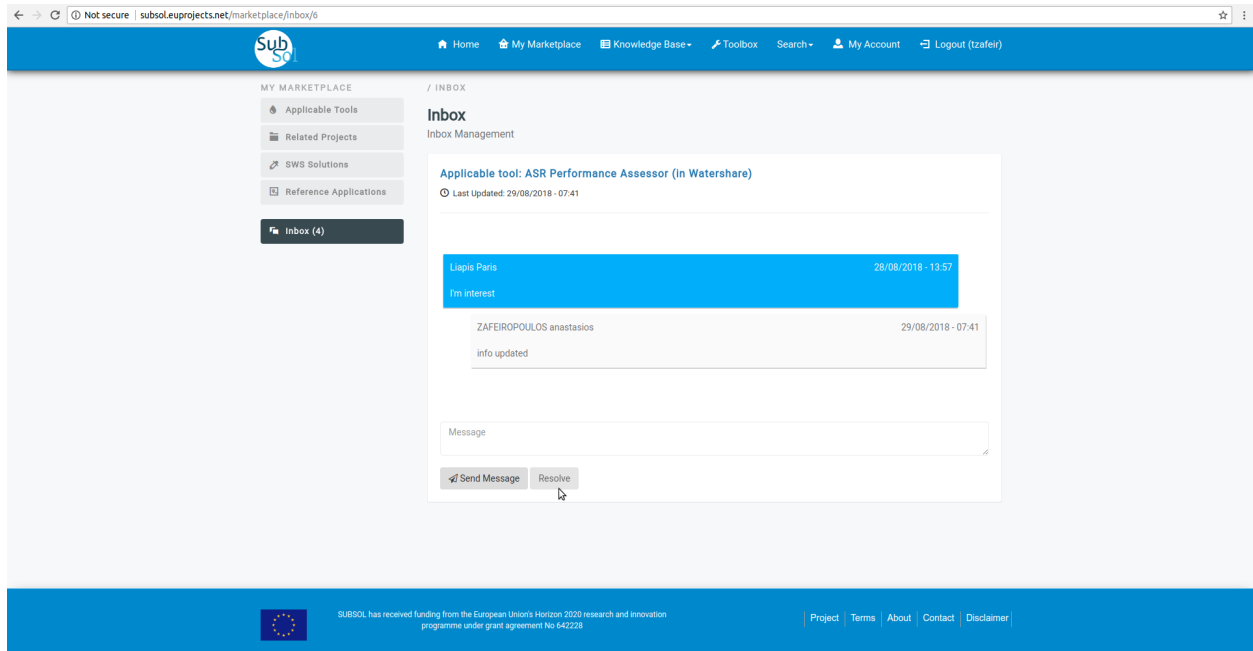 Not secure | subsol.euprojects.net/marketplace/inbox/6
Sub Sol
Home My Marketplace Knowledge Base Toolbox Search My Account Logout (tzafeir)
MY MARKETPLACE
Applicable Tools
Related Projects
SWS Solutions
Reference Applications
Inbox (4)
/ INBOX
Inbox
Inbox Management
Applicable tool: ASR Performance Assessor (in Watershare)
Last Updated: 29/08/2018 - 07:41
Liapis Paris 28/08/2018 - 13:57
I'm interest
ZAFEIROPOULOS anastasios 29/08/2018 - 07:41
info updated
Message
Send Message Resolve
SUBSOL has received funding from the European Union's Horizon 2020 research and innovation
programme under grant agreement No 642228
Project | Terms | About | Contact | Disclaimer